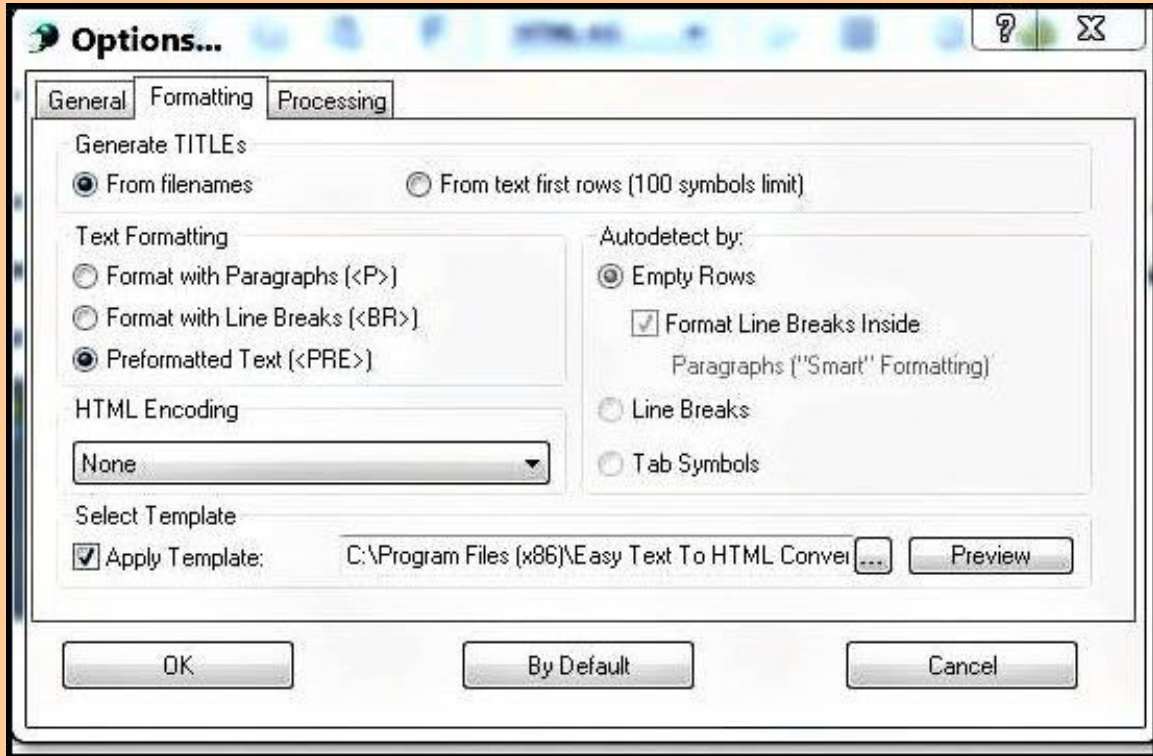 Options...
General Formatting Processing
Generate TITLEs
From filenames From text first rows (100 symbols limit)
Text Formatting
Format with Paragraphs (<P>)
Format with Line Breaks (<BR>)
Preformatted Text (<PRE>)
HTML Encoding
None
Autodetect by:
Empty Rows
Format Line Breaks Inside
Paragraphs ("Smart" Formatting)
Line Breaks
Tab Symbols
Select Template
Apply Template: C:\Program Files (x86)\Easy Text To HTML Conver ... Preview
OK By Default Cancel